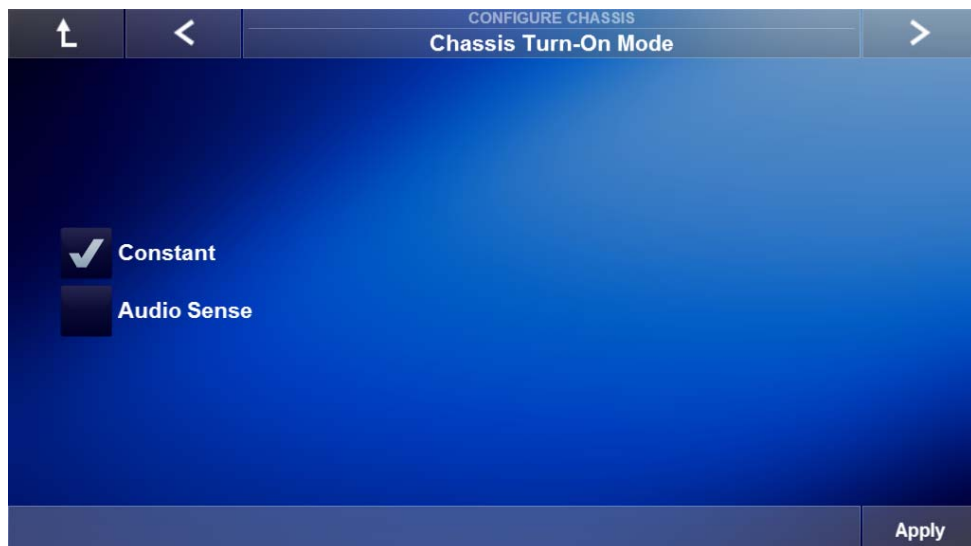 CONFIGURE CHASSIS
Chassis Turn-On Mode
Constant
Audio Sense
Apply